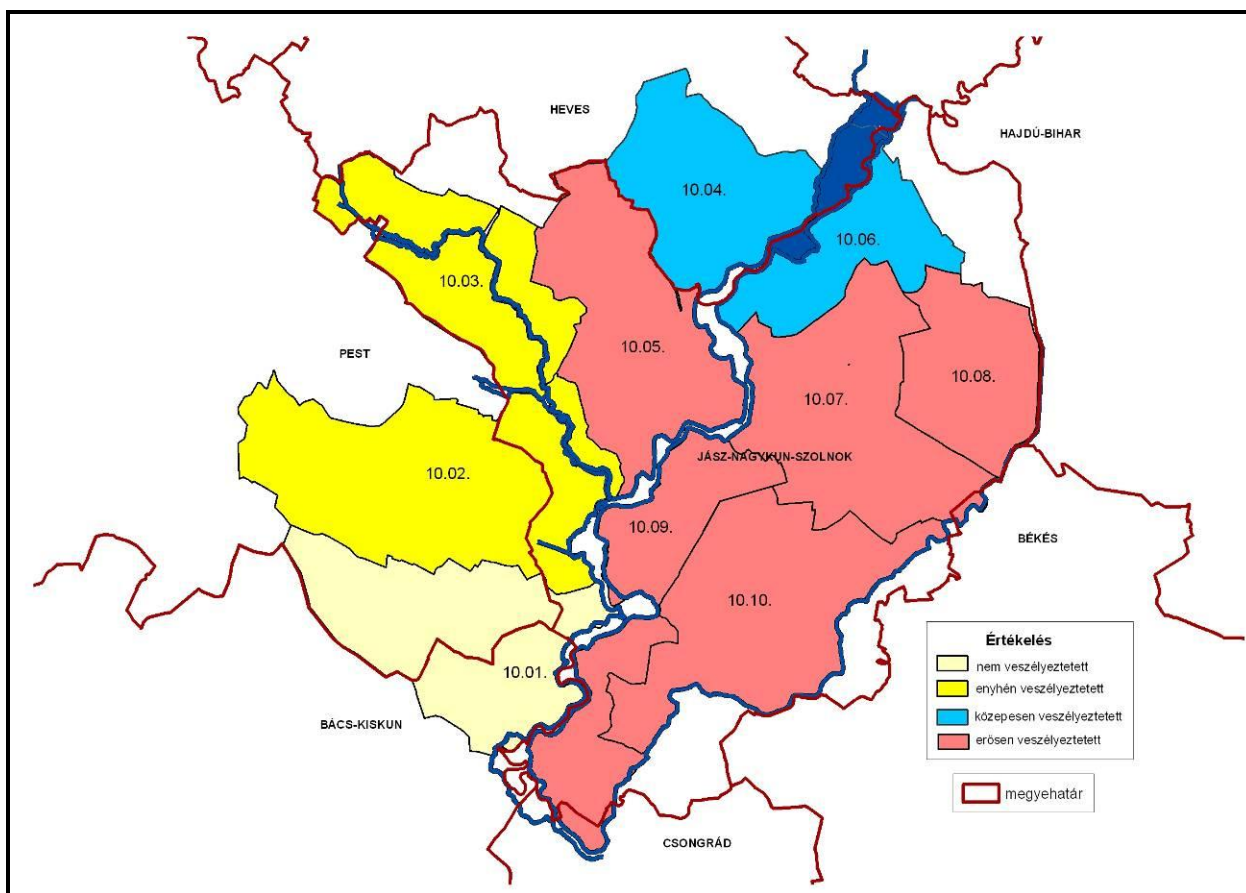 HEVES
HAJDÚ-BIHAR
10.04.
10.06.
10.03.
PEST
10.05.
10.08.
10.07.
JÁSZ-NAGYKUN-SZOLNOK
10.02.
10.09.
BÉKÉS
10.10.
10.01.
BÁCS-KISKUN
CSONGRÁD
Értékelés
nem veszélyeztetett
enyhén veszélyeztetett
közepesen veszélyeztetett
erősen veszélyeztetett
megyehatár